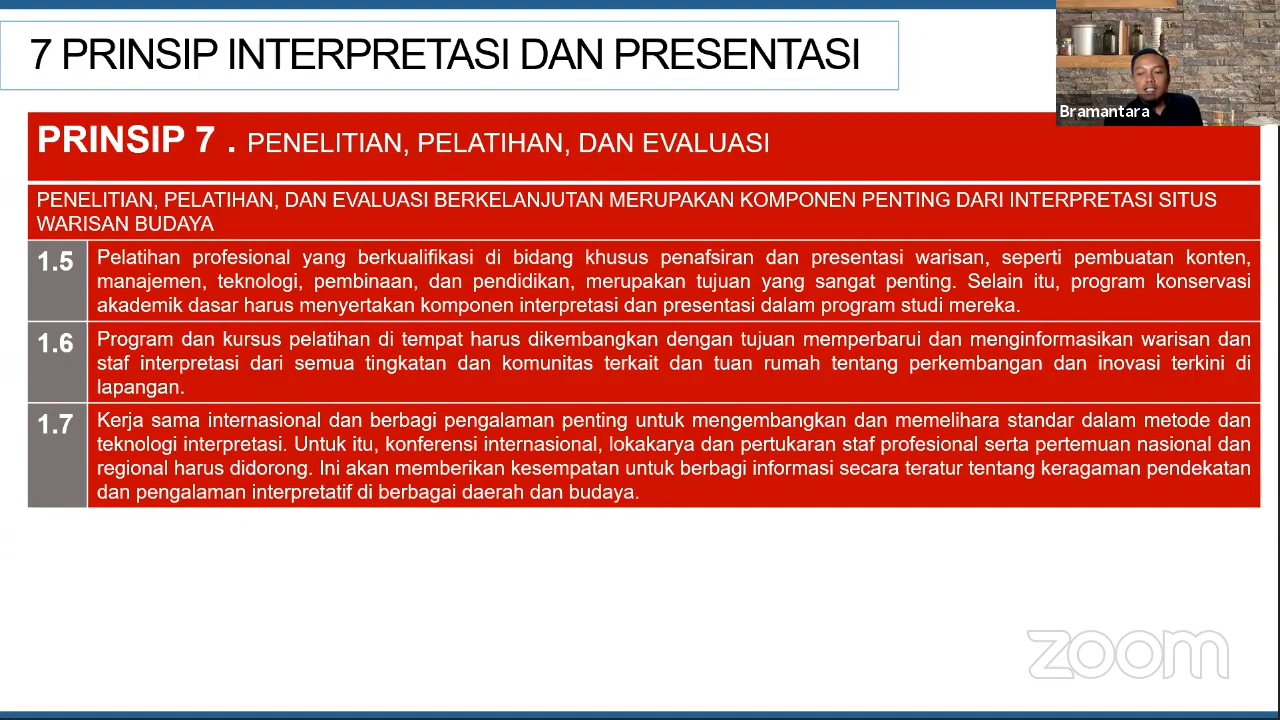 7 PRINSIP INTERPRETASI DAN PRESENTASI
Bramantara
PRINSIP 7 . PENELITIAN, PELATIHAN, DAN EVALUASI
PENELITIAN, PELATIHAN, DAN EVALUASI BERKELANJUTAN MERUPAKAN KOMPONEN PENTING DARI INTERPRETASI SITUS
WARISAN BUDAYA
1.5 Pelatihan profesional yang berkualifikasi di bidang khusus penafsiran dan presentasi warisan, seperti pembuatan konten,
manajemen, teknologi, pembinaan, dan pendidikan, merupakan tujuan yang sangat penting. Selain itu, program konservasi
akademik dasar harus menyertakan komponen interpretasi dan presentasi dalam program studi mereka.
1.6 Program dan kursus pelatihan di tempat harus dikembangkan dengan tujuan memperbarui dan menginformasikan warisan dan
staf interpretasi dari semua tingkatan dan komunitas terkait dan tuan rumah tentang perkembangan dan inovasi terkini di
lapangan.
1.7 Kerja sama internasional dan berbagi pengalaman penting untuk mengembangkan dan memelihara standar dalam metode dan
teknologi interpretasi. Untuk itu, konferensi internasional, lokakarya dan pertukaran staf profesional serta pertemuan nasional dan
regional harus didorong. Ini akan memberikan kesempatan untuk berbagi informasi secara teratur tentang keragaman pendekatan
dan pengalaman interpretatif di berbagai daerah dan budaya.
zoom